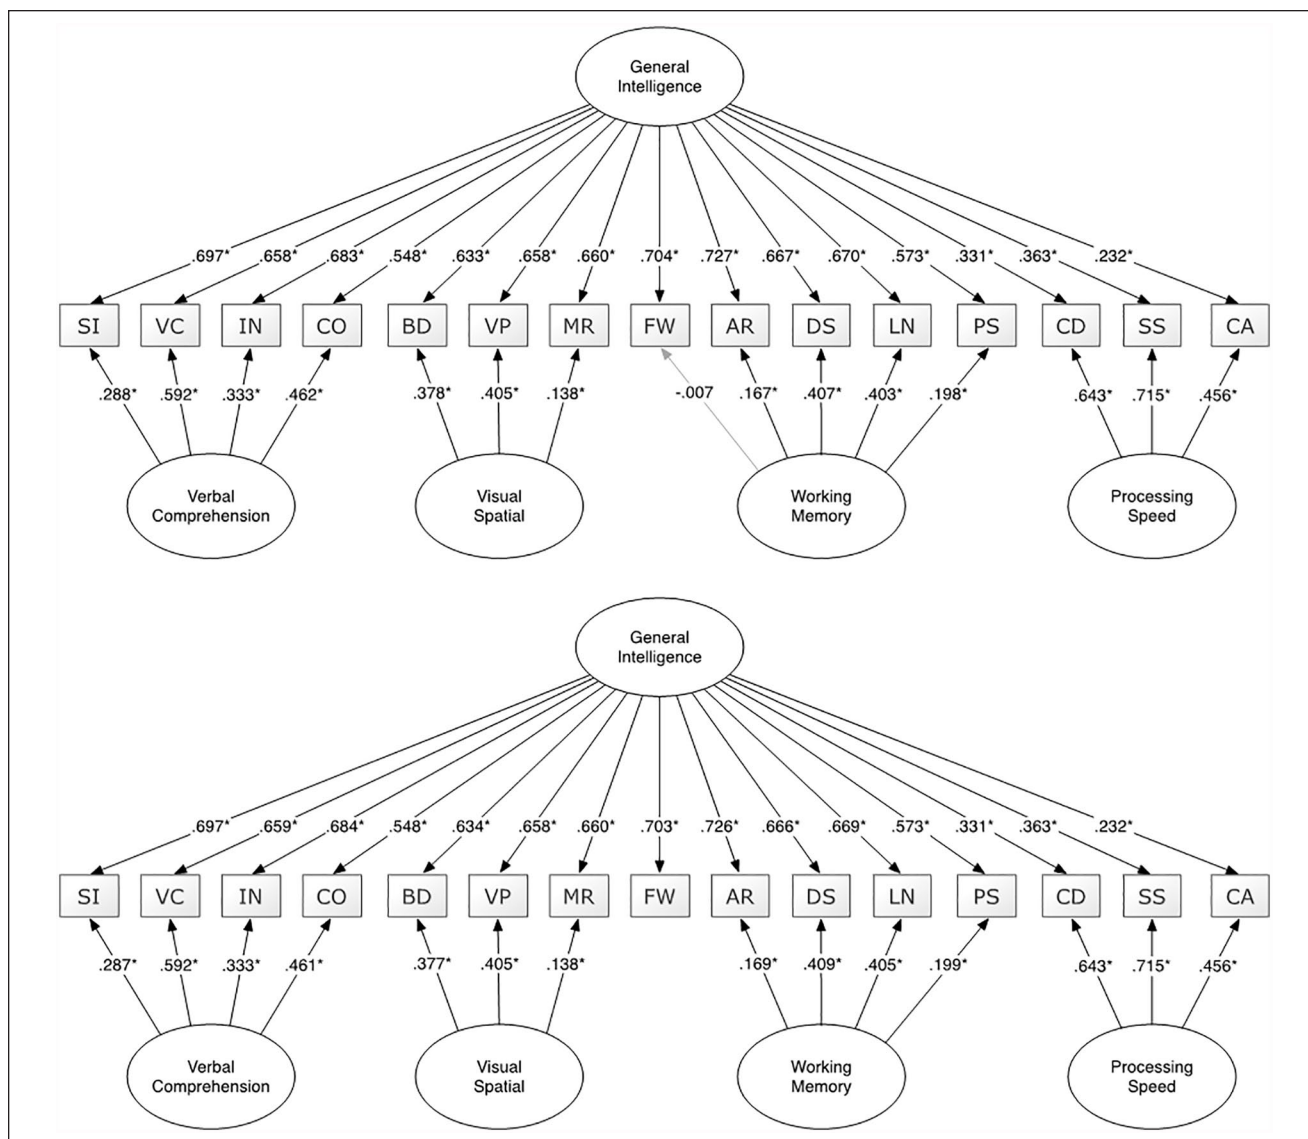 General
Intelligence
.697* .658* .683* .548* .633* .658* .660* .704* .727* .667* .670* .573* .331* .363* .232*
SI VC IN CO BD VP MR FW AR DS LN PS CD SS CA
.288* .592* .333* .462* .378* .405* .138* -.007 .167* .407* .403* .198* .643* .715* .456*
Verbal Visual Working Processing
Comprehension Spatial Memory Speed
General
Intelligence
.697* .659* .684* .548* .634* .658* .660* .703* .726* .666* .669* .573* .331* .363* .232*
SI VC IN CO BD VP MR FW AR DS LN PS CD SS CA
.287* .592* .333* .461* .377* .405* .138* .169* .409* .405* .199* .643* .715* .456*
Verbal Visual Working Processing
Comprehension Spatial Memory Speed